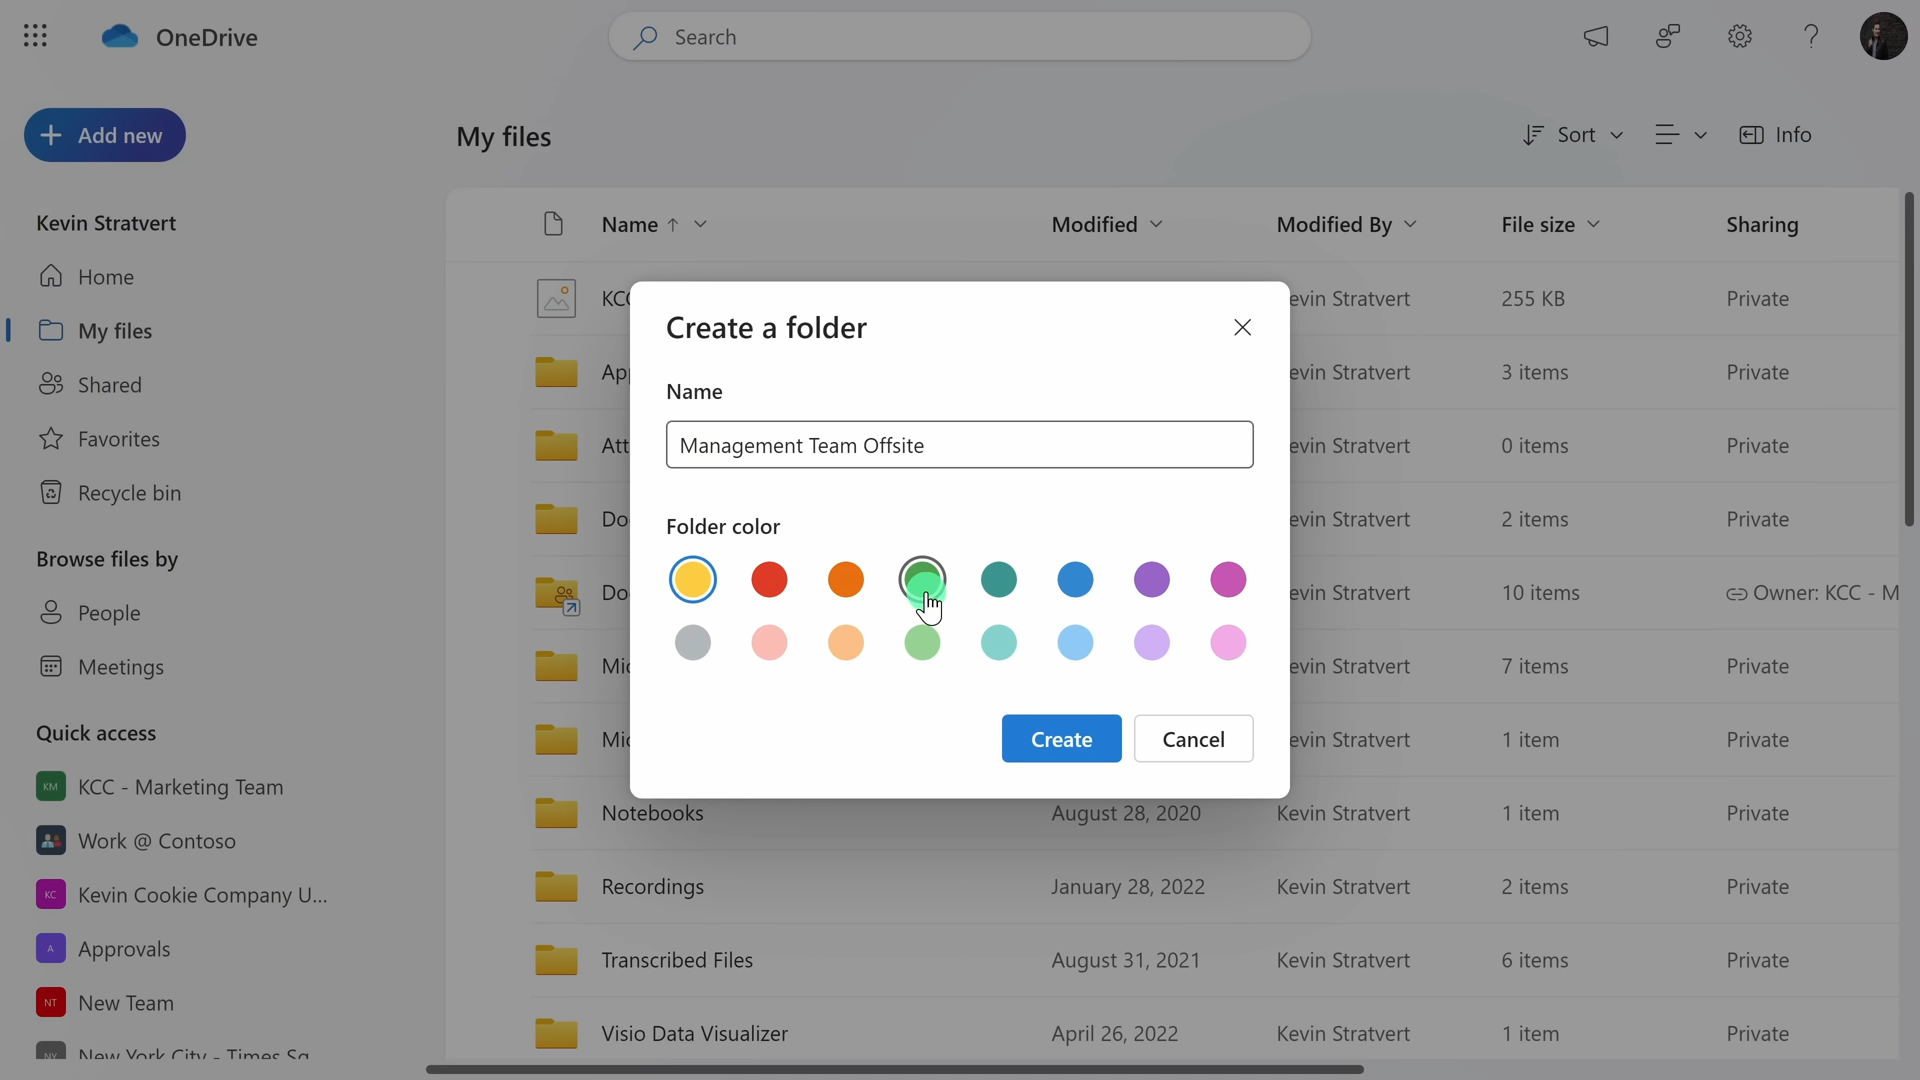 OneDrive
Search
Add new
My files
Sort
Info
Kevin Stratvert
Home
My files
Shared
Favorites
Recycle bin
Browse files by
People
Meetings
Quick access
KM KCC - Marketing Team
Work @ Contoso
KC Kevin Cookie Company U...
A Approvals
NT New Team
NY New York City - Times Sq
Name Modified Modified By File size Sharing
KCC evin Stratvert 255 KB Private
Ap evin Stratvert 3 items Private
Att evin Stratvert 0 items Private
Do evin Stratvert 2 items Private
Do evin Stratvert 10 items Owner: KCC - M
Mic evin Stratvert 7 items Private
Mic evin Stratvert 1 item Private
Notebooks August 28, 2020 Kevin Stratvert 1 item Private
Recordings January 28, 2022 Kevin Stratvert 2 items Private
Transcribed Files August 31, 2021 Kevin Stratvert 6 items Private
Visio Data Visualizer April 26, 2022 Kevin Stratvert 1 item Private
Create a folder
Name
Management Team Offsite
Folder color
Create Cancel